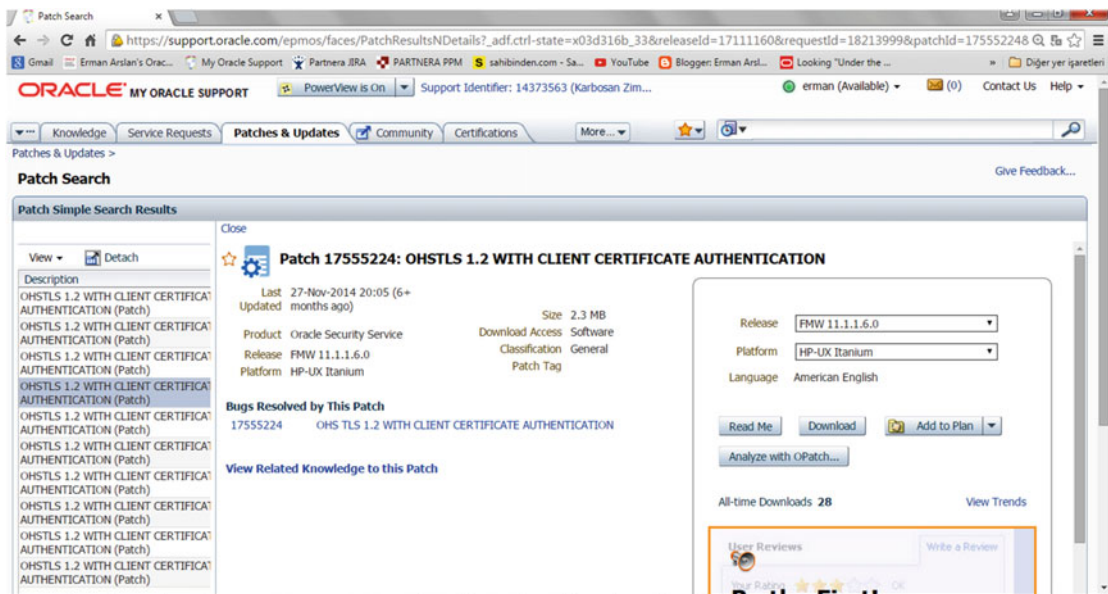 Patch Search
https://support.oracle.com/epmos/faces/PatchResultsNDetails?_adf.ctrl-state=x03d316b_33&releaseId=17111160&requestId=18213999&patchId=175552248
Gmail Erman Arslan's Orac... My Oracle Support Partnera JIRA PARTNERA PPM sahibinden.com - Sa... YouTube Blogger: Erman Arsl... Looking "Under the ... » Diğer yer işaretleri
ORACLE MY ORACLE SUPPORT PowerView is On Support Identifier: 14373563 (Karbosan Zim... erman (Available) (0) Contact Us Help
Knowledge Service Requests Patches & Updates Community Certifications More...
Patches & Updates >
Give Feedback...
Patch Search
Patch Simple Search Results
Close
View Detach
Description
OHSTLS 1.2 WITH CLIENT CERTIFICAT
AUTHENTICATION (Patch)
OHSTLS 1.2 WITH CLIENT CERTIFICAT
AUTHENTICATION (Patch)
OHSTLS 1.2 WITH CLIENT CERTIFICAT
AUTHENTICATION (Patch)
OHSTLS 1.2 WITH CLIENT CERTIFICAT
AUTHENTICATION (Patch)
OHSTLS 1.2 WITH CLIENT CERTIFICAT
AUTHENTICATION (Patch)
OHSTLS 1.2 WITH CLIENT CERTIFICAT
AUTHENTICATION (Patch)
OHSTLS 1.2 WITH CLIENT CERTIFICAT
AUTHENTICATION (Patch)
OHSTLS 1.2 WITH CLIENT CERTIFICAT
AUTHENTICATION (Patch)
OHSTLS 1.2 WITH CLIENT CERTIFICAT
AUTHENTICATION (Patch)
OHSTLS 1.2 WITH CLIENT CERTIFICAT
AUTHENTICATION (Patch)
Patch 17555224: OHSTLS 1.2 WITH CLIENT CERTIFICATE AUTHENTICATION
Last Updated 27-Nov-2014 20:05 (6+ months ago)
Product Oracle Security Service
Release FMW 11.1.1.6.0
Platform HP-UX Itanium
Size 2.3 MB
Download Access Software
Classification General
Patch Tag
Bugs Resolved by This Patch
17555224 OHS TLS 1.2 WITH CLIENT CERTIFICATE AUTHENTICATION
View Related Knowledge to this Patch
Release FMW 11.1.1.6.0
Platform HP-UX Itanium
Language American English
Read Me Download Add to Plan
Analyze with OPatch...
All-time Downloads 28 View Trends
User Reviews Write a Review
Your Rating OK